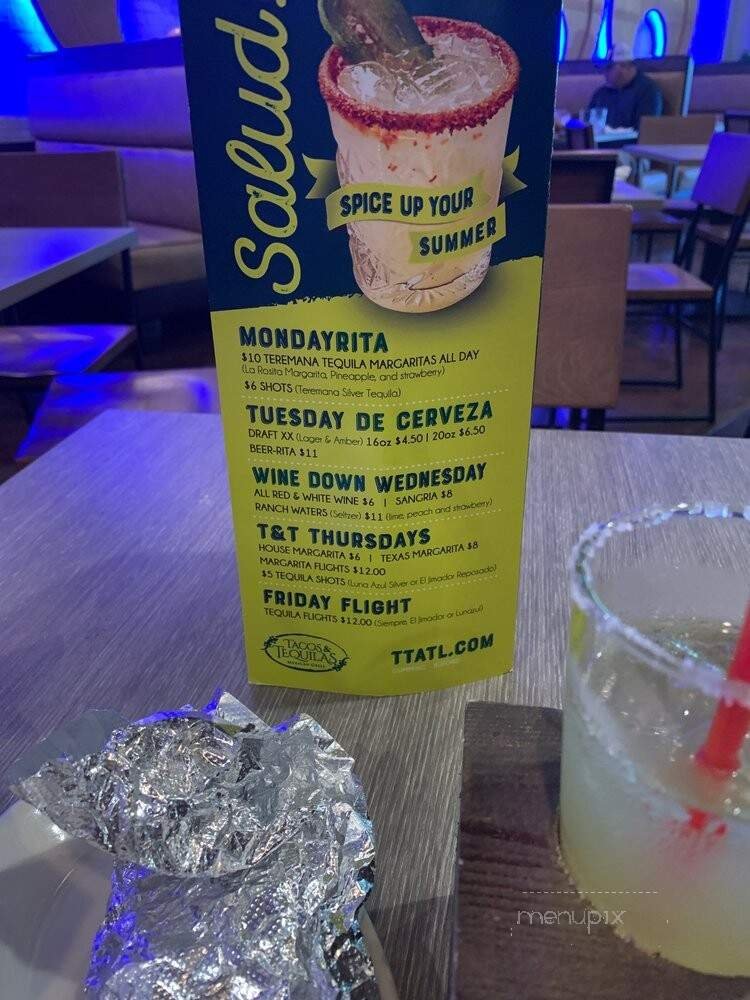 Salud!
SPICE UP YOUR
SUMMER
MONDAYRITA
$10 TEREMANA TEQUILA MARGARITAS ALL DAY
(La Rosita Margarita, Pineapple, and strawberry)
$6 SHOTS (Teremana Silver Tequila)
TUESDAY DE CERVEZA
DRAFT XX (Lager & Amber) 16oz $4.50 | 20oz $6.50
BEER-RITA $11
WINE DOWN WEDNESDAY
ALL RED & WHITE WINE $6 | SANGRIA $8
RANCH WATERS (Seltzer) $11 (lime, peach and strawberry)
T&T THURSDAYS
HOUSE MARGARITA $6 | TEXAS MARGARITA $8
MARGARITA FLIGHTS $12.00
$5 TEQUILA SHOTS (Luna Azul Silver or El Jimador Reposado)
FRIDAY FLIGHT
TEQUILA FLIGHTS $12.00 (Siempre, El Jimador or Lunazul)
TACOS &
TEQUILAS
MEXICAN GRILL
TTATL.COM
menupix